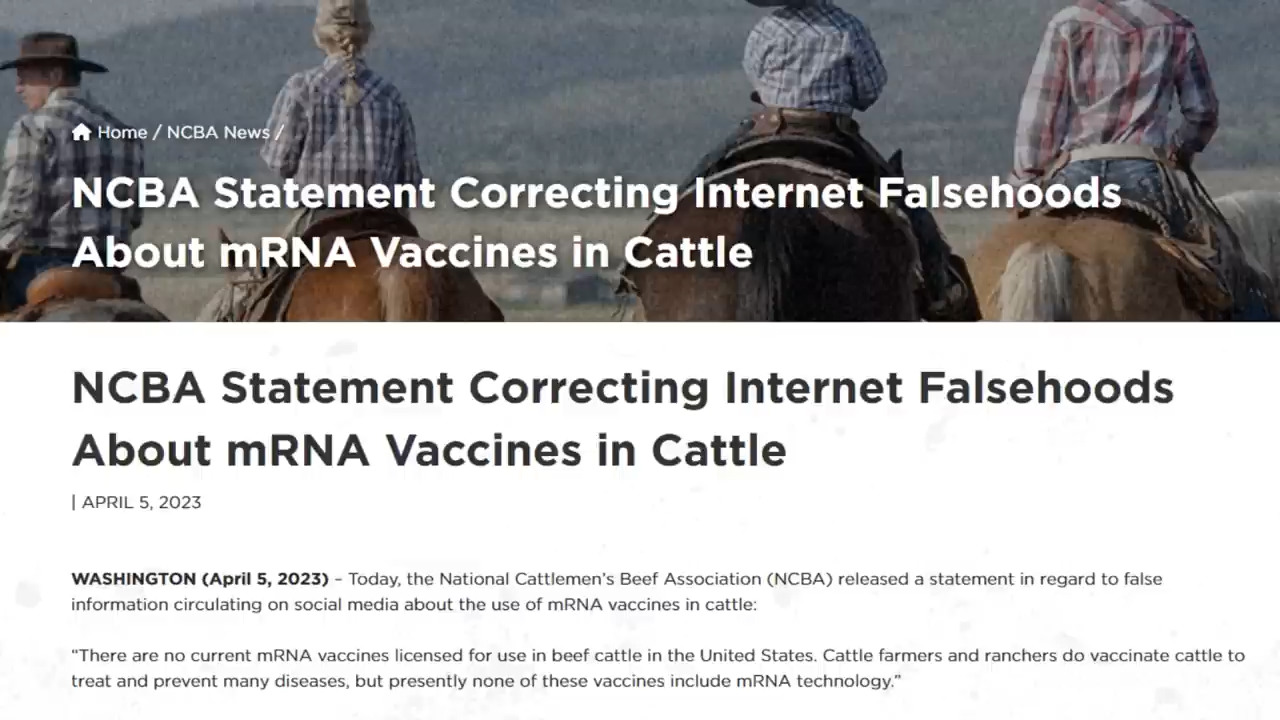 Home / NCBA News /
NCBA Statement Correcting Internet Falsehoods
About mRNA Vaccines in Cattle
NCBA Statement Correcting Internet Falsehoods
About mRNA Vaccines in Cattle
| APRIL 5, 2023
WASHINGTON (April 5, 2023) – Today, the National Cattlemen’s Beef Association (NCBA) released a statement in regard to false
information circulating on social media about the use of mRNA vaccines in cattle:
“There are no current mRNA vaccines licensed for use in beef cattle in the United States. Cattle farmers and ranchers do vaccinate cattle to
treat and prevent many diseases, but presently none of these vaccines include mRNA technology.”